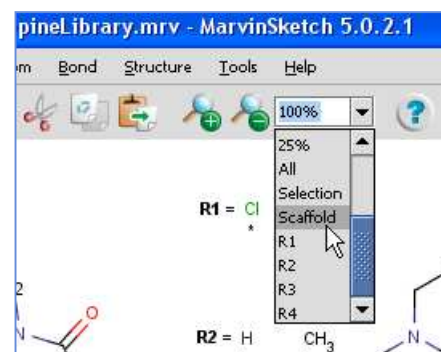 pineLibrary.mrv - MarvinSketch 5.0.2.1
om Bond Structure Tools Help
100%
25%
All
Selection
Scaffold
R1
R2
R3
R4
R1 = Cl
*
2
O
N
R2 = H CH3
N